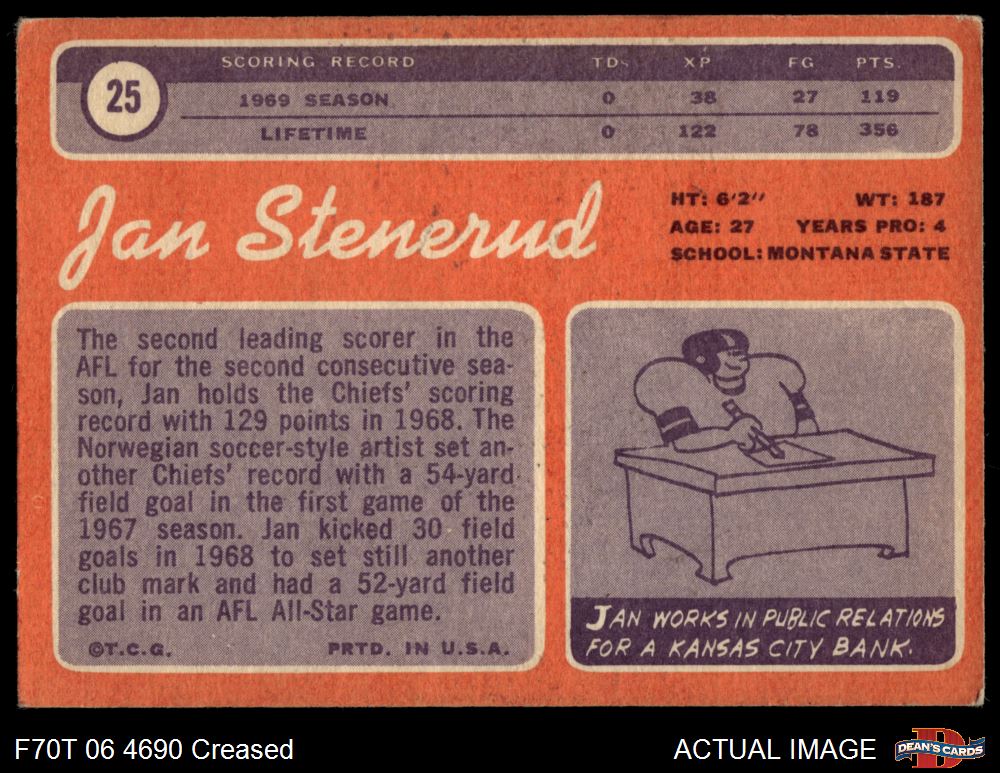 SCORING RECORD TDs XP FG PTS.
25
1969 SEASON 0 38 27 119
LIFETIME 0 122 78 356
Jan Stenerud
HT: 6'2" WT: 187
AGE: 27 YEARS PRO: 4
SCHOOL: MONTANA STATE
The second leading scorer in the
AFL for the second consecutive sea-
son, Jan holds the Chiefs' scoring
record with 129 points in 1968. The
Norwegian soccer-style artist set an-
other Chiefs' record with a 54-yard
field goal in the first game of the
1967 season. Jan kicked 30 field
goals in 1968 to set still another
club mark and had a 52-yard field
goal in an AFL All-Star game.
©T.C.G. PRTD. IN U.S.A.
JAN WORKS IN PUBLIC RELATIONS
FOR A KANSAS CITY BANK.
F70T 06 4690 Creased
ACTUAL IMAGE
DEAN'S CARDS